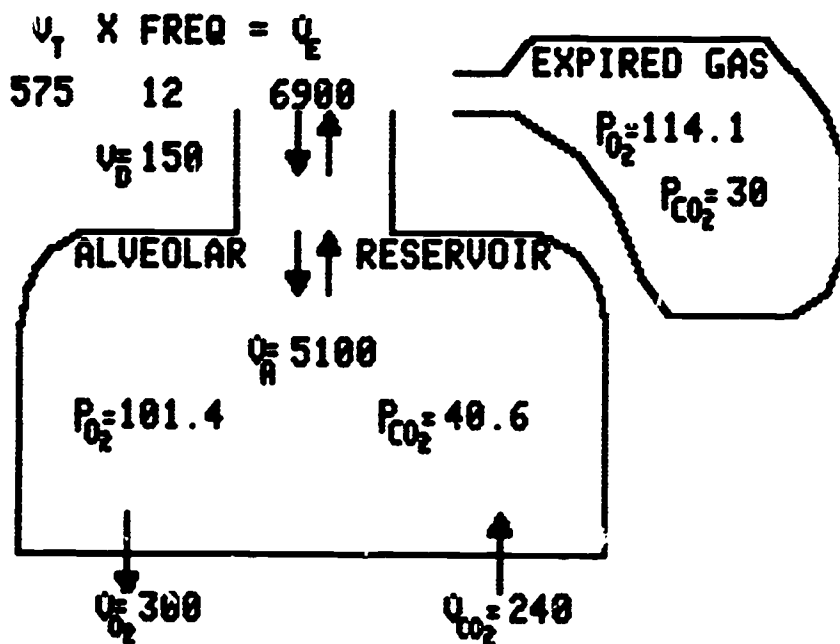 V̇T X FREQ = V̇E
575 12 6900
VD= 150
EXPIRED GAS
PO2=114.1
PCO2=30
ALVEOLAR RESERVOIR
V̇A= 5100
PO2=101.4
PCO2=40.6
V̇O2= 300
V̇CO2= 240